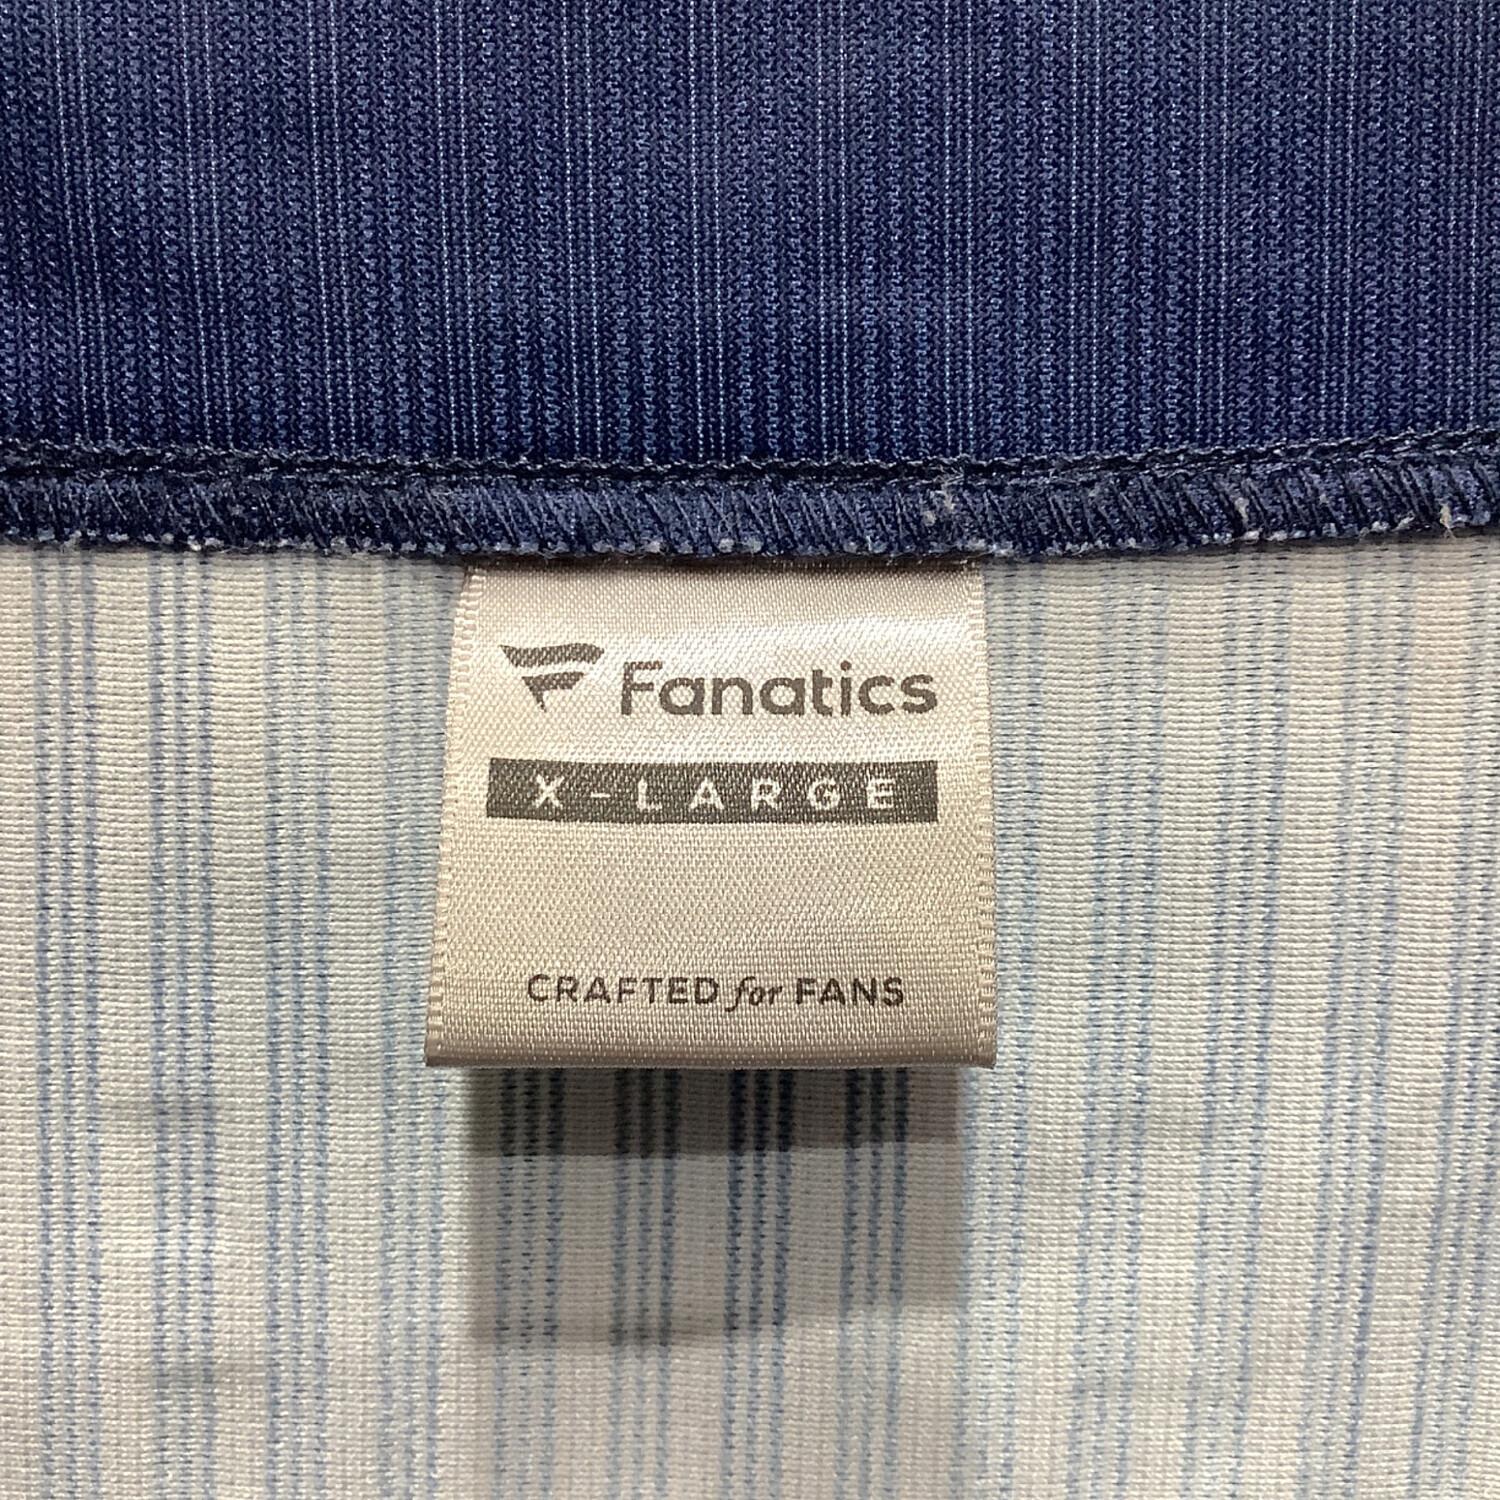 Fanatics
X-LARGE
CRAFTED for FANS